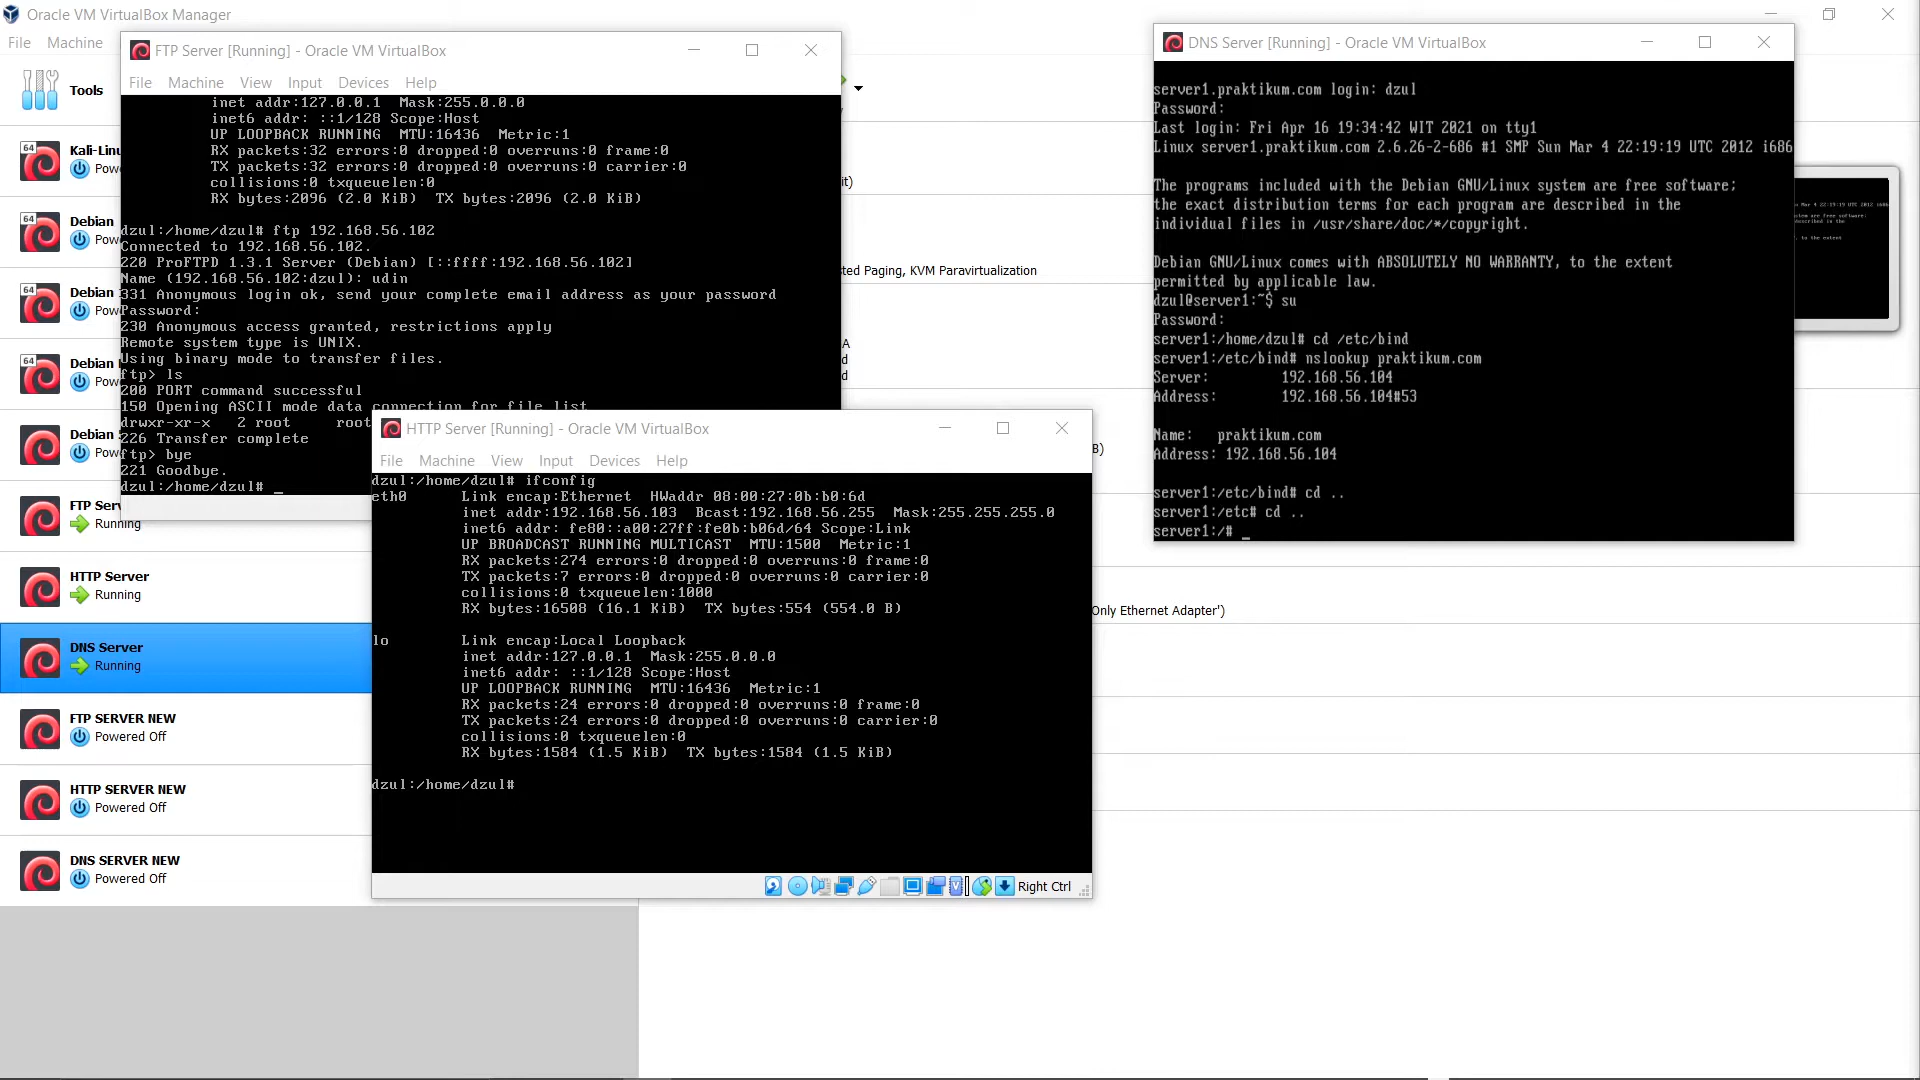 Oracle VM VirtualBox Manager
File Machine
Tools
64
Kali-Linu
Powe
64
Debian
Pow
64
Debian
Pow
64
Debian
Pow
Debian
Pow
FTP Serv
Running
HTTP Server
Running
DNS Server
Running
FTP SERVER NEW
Powered Off
HTTP SERVER NEW
Powered Off
DNS SERVER NEW
Powered Off
FTP Server [Running] - Oracle VM VirtualBox
File Machine View Input Devices Help
inet addr:127.0.0.1 Mask:255.0.0.0
inet6 addr: ::1/128 Scope:Host
UP LOOPBACK RUNNING MTU:16436 Metric:1
RX packets:32 errors:0 dropped:0 overruns:0 frame:0
TX packets:32 errors:0 dropped:0 overruns:0 carrier:0
collisions:0 txqueuelen:0
RX bytes:2096 (2.0 KiB) TX bytes:2096 (2.0 KiB)
dzul:/home/dzul# ftp 192.168.56.102
Connected to 192.168.56.102.
220 ProFTPD 1.3.1 Server (Debian) [::ffff:192.168.56.102]
Name (192.168.56.102:dzul): udin
331 Anonymous login ok, send your complete email address as your password
Password:
230 Anonymous access granted, restrictions apply
Remote system type is UNIX.
Using binary mode to transfer files.
ftp> ls
200 PORT command successful
150 Opening ASCII mode data connection for file list
drwxr-xr-x 2 root root
226 Transfer complete
ftp> bye
221 Goodbye.
dzul:/home/dzul# _
HTTP Server [Running] - Oracle VM VirtualBox
File Machine View Input Devices Help
dzul:/home/dzul# ifconfig
eth0 Link encap:Ethernet HWaddr 08:00:27:0b:b0:6d
inet addr:192.168.56.103 Bcast:192.168.56.255 Mask:255.255.255.0
inet6 addr: fe80::a00:27ff:fe0b:b06d/64 Scope:Link
UP BROADCAST RUNNING MULTICAST MTU:1500 Metric:1
RX packets:274 errors:0 dropped:0 overruns:0 frame:0
TX packets:7 errors:0 dropped:0 overruns:0 carrier:0
collisions:0 txqueuelen:1000
RX bytes:16508 (16.1 KiB) TX bytes:554 (554.0 B)
lo Link encap:Local Loopback
inet addr:127.0.0.1 Mask:255.0.0.0
inet6 addr: ::1/128 Scope:Host
UP LOOPBACK RUNNING MTU:16436 Metric:1
RX packets:24 errors:0 dropped:0 overruns:0 frame:0
TX packets:24 errors:0 dropped:0 overruns:0 carrier:0
collisions:0 txqueuelen:0
RX bytes:1584 (1.5 KiB) TX bytes:1584 (1.5 KiB)
dzul:/home/dzul#
Right Ctrl
it)
sted Paging, KVM Paravirtualization
A
d
d
B)
Only Ethernet Adapter')
DNS Server [Running] - Oracle VM VirtualBox
server1.praktikum.com login: dzul
Password:
Last login: Fri Apr 16 19:34:42 WIT 2021 on tty1
Linux server1.praktikum.com 2.6.26-2-686 #1 SMP Sun Mar 4 22:19:19 UTC 2012 i686
The programs included with the Debian GNU/Linux system are free software;
the exact distribution terms for each program are described in the
individual files in /usr/share/doc/*/copyright.
Debian GNU/Linux comes with ABSOLUTELY NO WARRANTY, to the extent
permitted by applicable law.
dzul@server1:~$ su
Password:
server1:/home/dzul# cd /etc/bind
server1:/etc/bind# nslookup praktikum.com
Server: 192.168.56.104
Address: 192.168.56.104#53
Name: praktikum.com
Address: 192.168.56.104
server1:/etc/bind# cd ..
server1:/etc# cd ..
server1:/# _